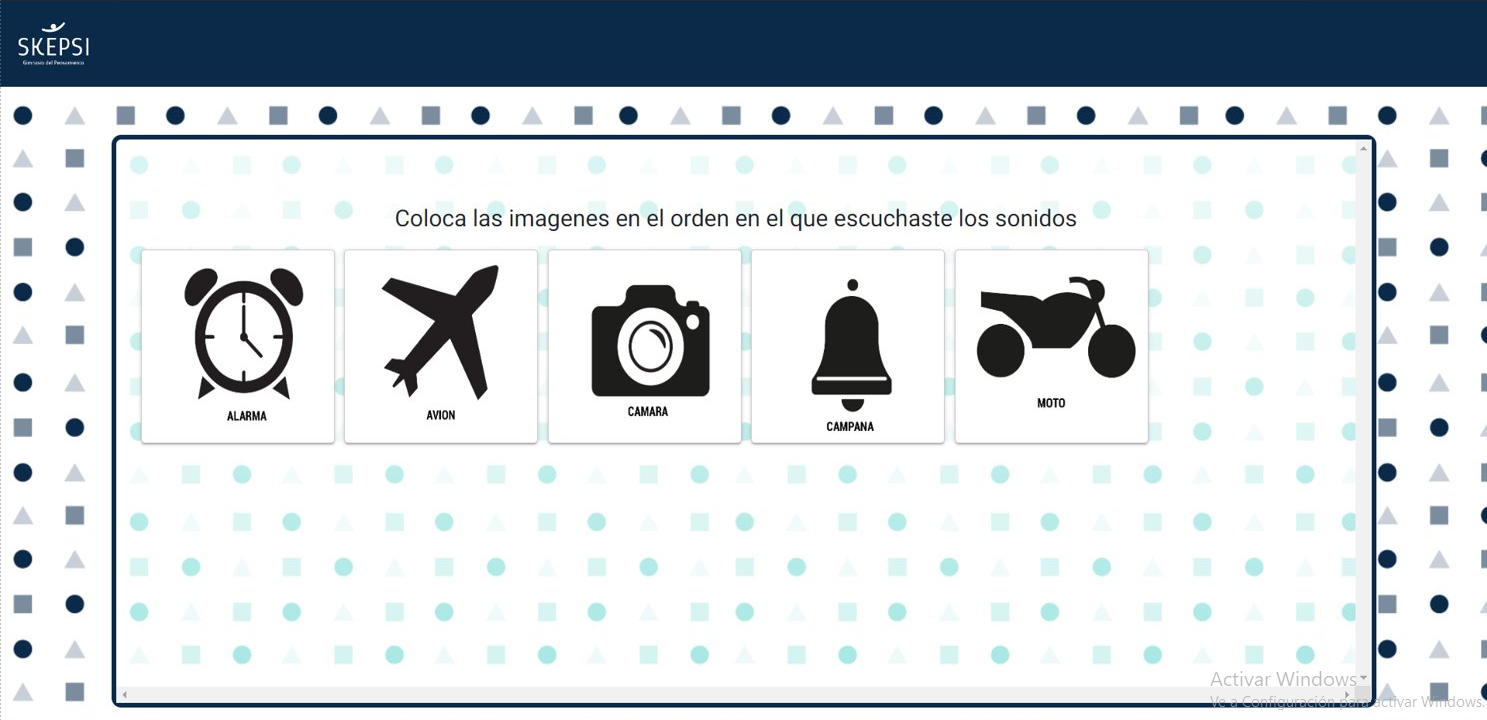 SKEPSI
Gimnasio del Pensamiento
Coloca las imagenes en el orden en el que escuchaste los sonidos
ALARMA
AVION
CAMARA
CAMPANA
MOTO
Activar Windows
Ve a Configuración para activar Windows.